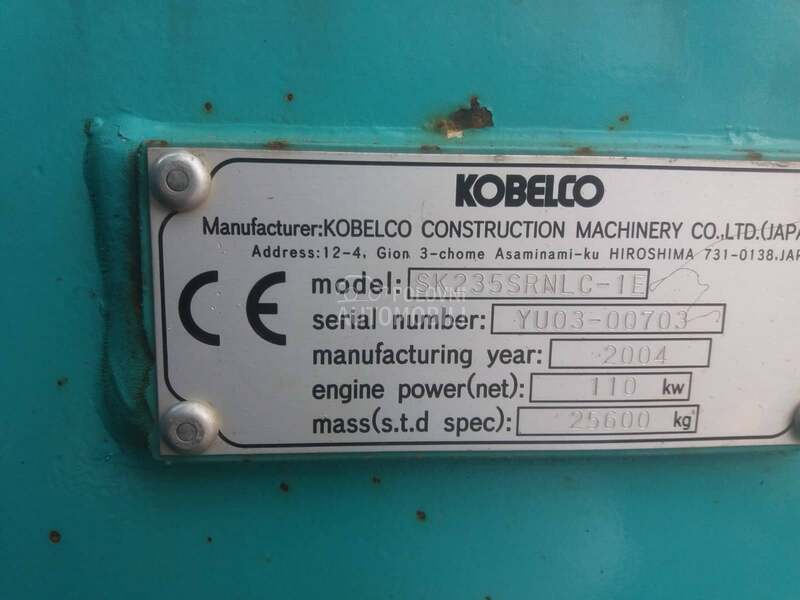 KOBELCO
Manufacturer:KOBELCO CONSTRUCTION MACHINERY CO.,LTD.(JAPA
Address:12-4, Gion 3-chome Asaminami-ku HIROSHIMA 731-0138.JAP
CE
model: SK235SRNLC-1E
POLOVNI
AUTOMOBILI
serial number: YU03-00703
manufacturing year: 2004
engine power(net): 110 kw
mass(s.t.d spec): 25600 kg